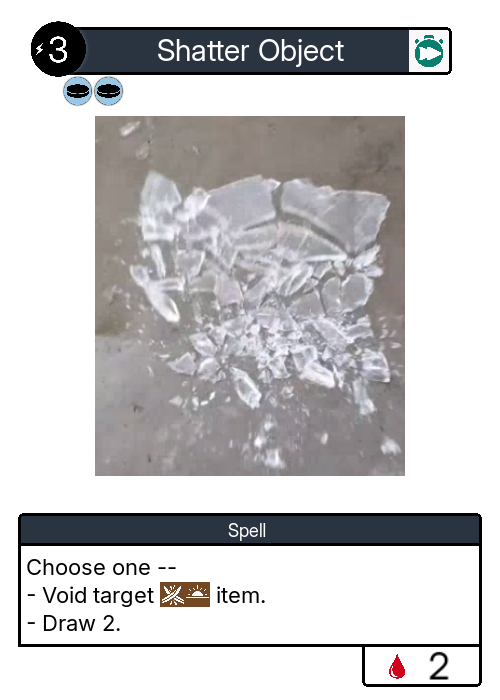 3
Shatter Object
Spell
Choose one --
- Void target item.
- Draw 2.
2